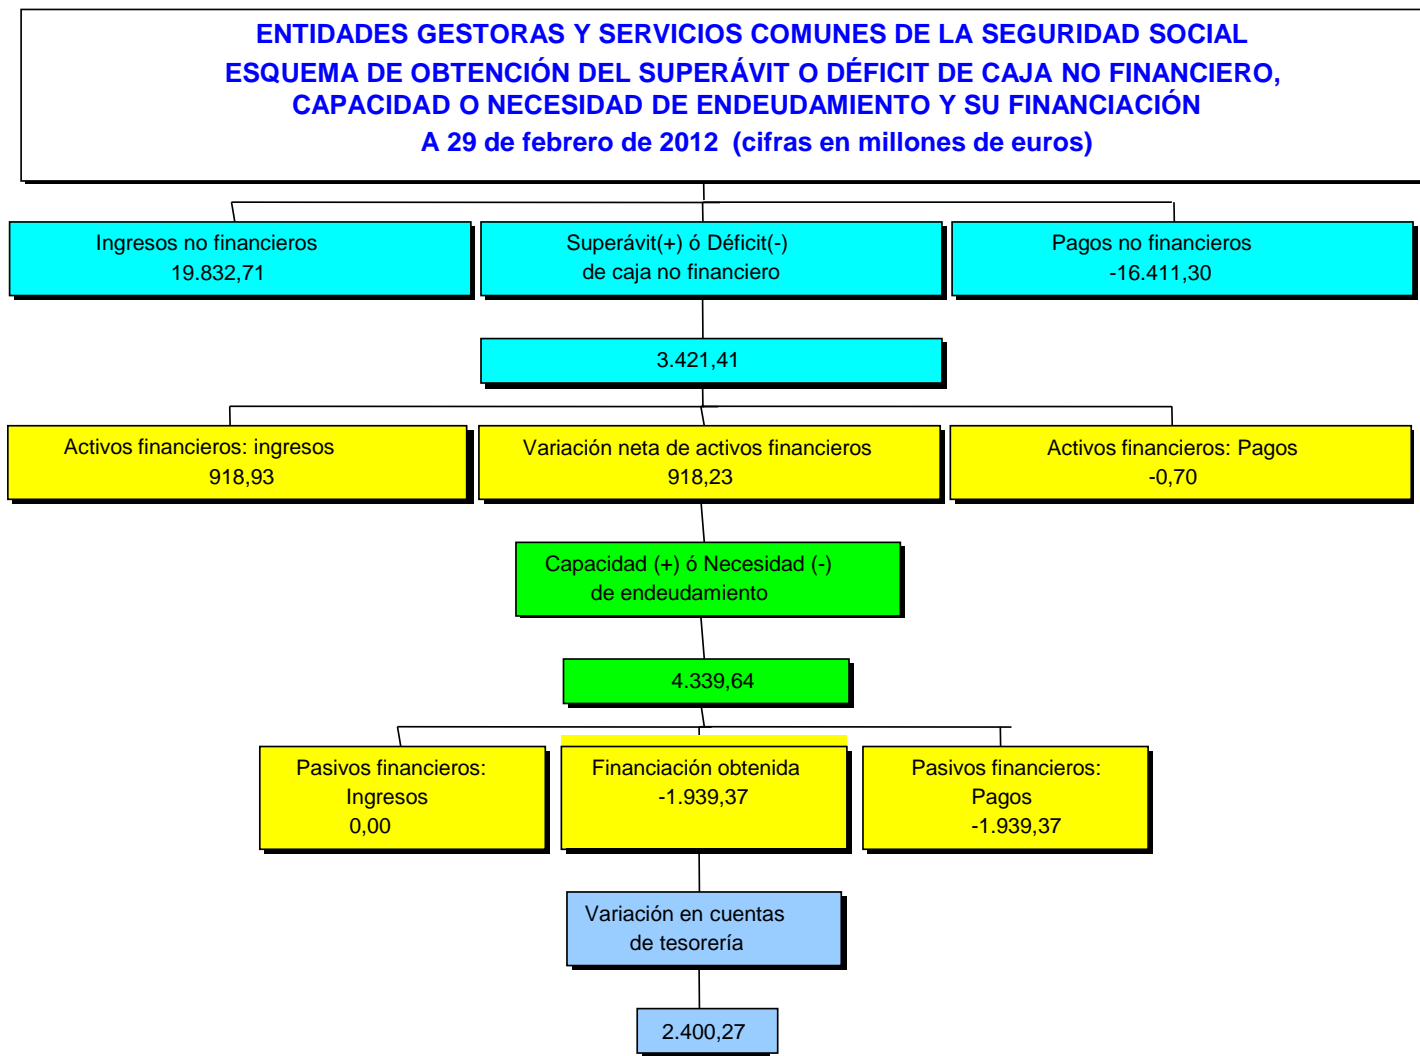 ENTIDADES GESTORAS Y SERVICIOS COMUNES DE LA SEGURIDAD SOCIAL
ESQUEMA DE OBTENCIÓN DEL SUPERÁVIT O DÉFICIT DE CAJA NO FINANCIERO,
CAPACIDAD O NECESIDAD DE ENDEUDAMIENTO Y SU FINANCIACIÓN
A 29 de febrero de 2012 (cifras en millones de euros)
Ingresos no financieros
19.832,71
Superávit(+) ó Déficit(-)
de caja no financiero
Pagos no financieros
-16.411,30
3.421,41
Activos financieros: ingresos
918,93
Variación neta de activos financieros
918,23
Activos financieros: Pagos
-0,70
Capacidad (+) ó Necesidad (-)
de endeudamiento
4.339,64
Pasivos financieros:
Ingresos
0,00
Financiación obtenida
-1.939,37
Pasivos financieros:
Pagos
-1.939,37
Variación en cuentas
de tesorería
2.400,27